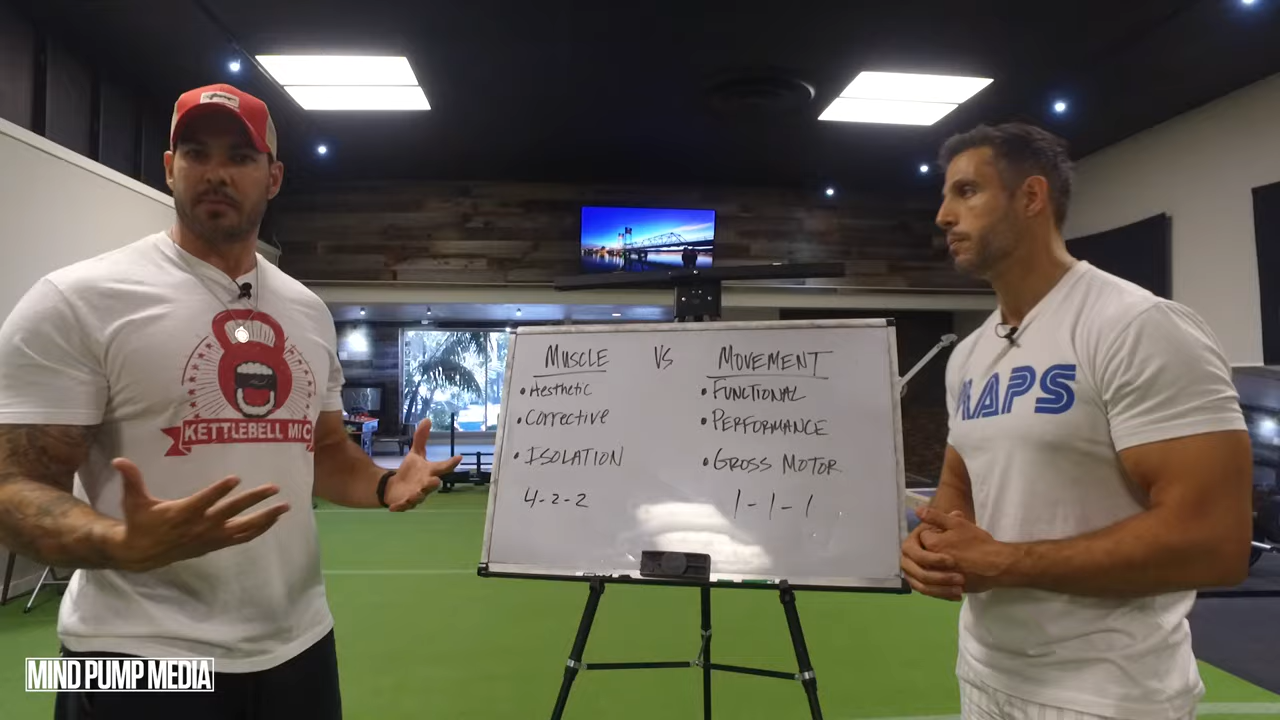 MUSCLE VS MOVEMENT
• Aesthetic
• Corrective
• ISOLATION
4-2-2
• FUNCTIONAL
• PERFORMANCE
• GROSS MOTOR
1-1-1
KETTLEBELL
MAPS
MIND PUMP MEDIA